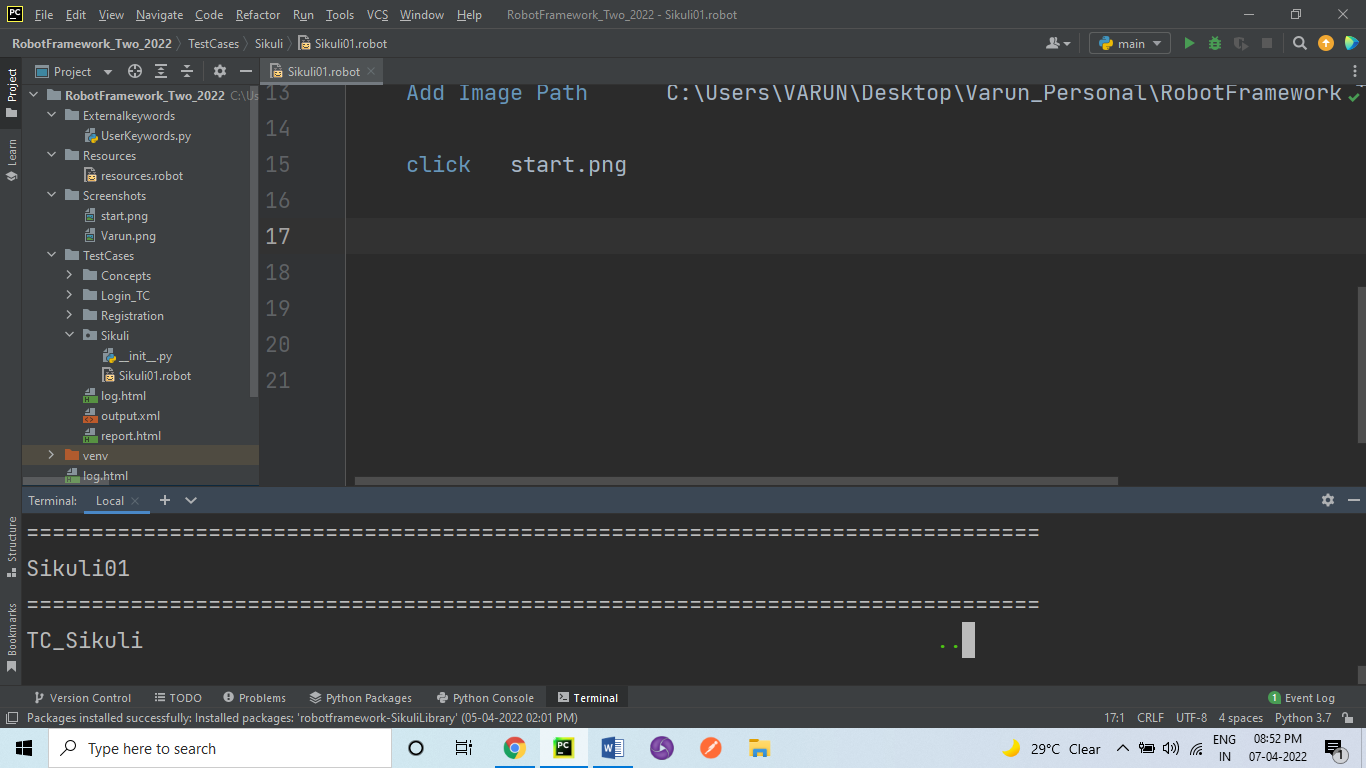 File Edit View Navigate Code Refactor Run Tools VCS Window Help RobotFramework_Two_2022 - Sikuli01.robot
RobotFramework_Two_2022 TestCases Sikuli Sikuli01.robot main
Project Sikuli01.robot
Project
Learn
Structure
Bookmarks
RobotFramework_Two_2022 C:\Us
Externalkeywords
UserKeywords.py
Resources
resources.robot
Screenshots
start.png
Varun.png
TestCases
Concepts
Login_TC
Registration
Sikuli
__init__.py
Sikuli01.robot
log.html
output.xml
report.html
venv
log.html
13 Add Image Path C:\Users\VARUN\Desktop\Varun_Personal\RobotFramework
14
15 click start.png
16
17
18
19
20
21
Terminal: Local
==============================================================================
Sikuli01
==============================================================================
TC_Sikuli ..
Version Control TODO Problems Python Packages Python Console Terminal 1 Event Log
Packages installed successfully: Installed packages: 'robotframework-SikuliLibrary' (05-04-2022 02:01 PM) 17:1 CRLF UTF-8 4 spaces Python 3.7
Type here to search 29°C Clear ENG 08:52 PM
IN 07-04-2022 1